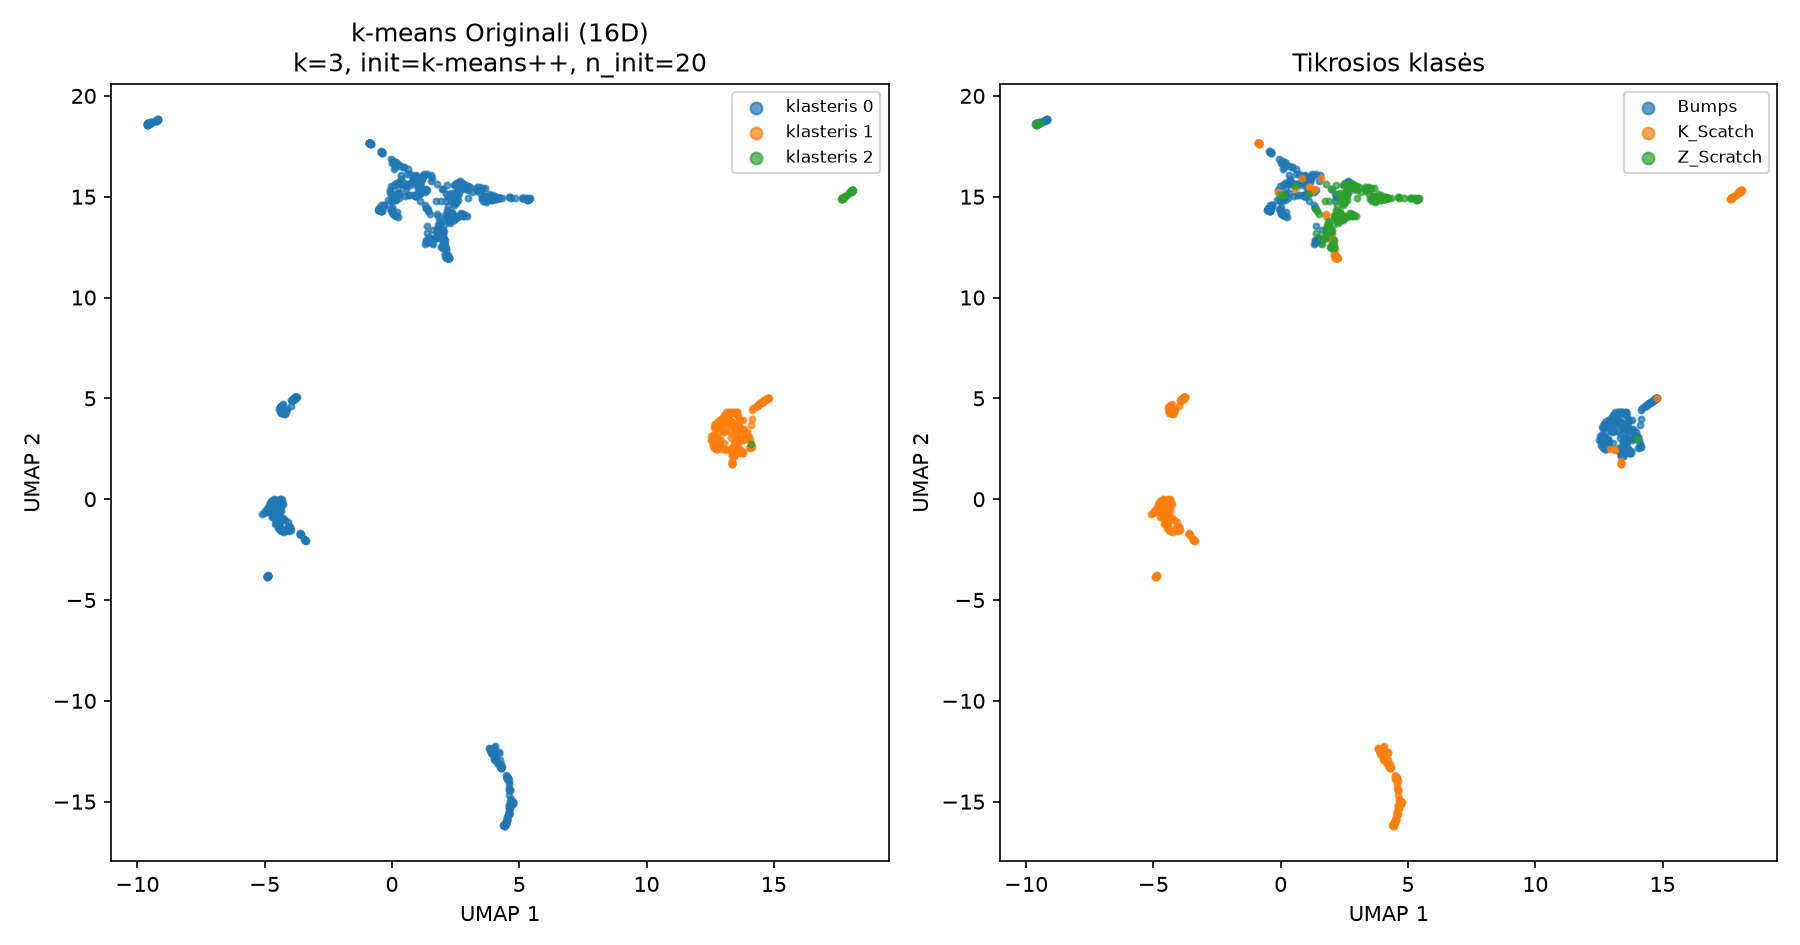 k-means Originali (16D)
k=3, init=k-means++, n_init=20
klasteris 0
klasteris 1
klasteris 2
20
15
10
5
0
−5
−10
−15
−10
−5
0
5
10
15
UMAP 1
UMAP 2
Tikrosios klasės
Bumps
K_Scatch
Z_Scratch
20
15
10
5
0
−5
−10
−15
−10
−5
0
5
10
15
UMAP 1
UMAP 2